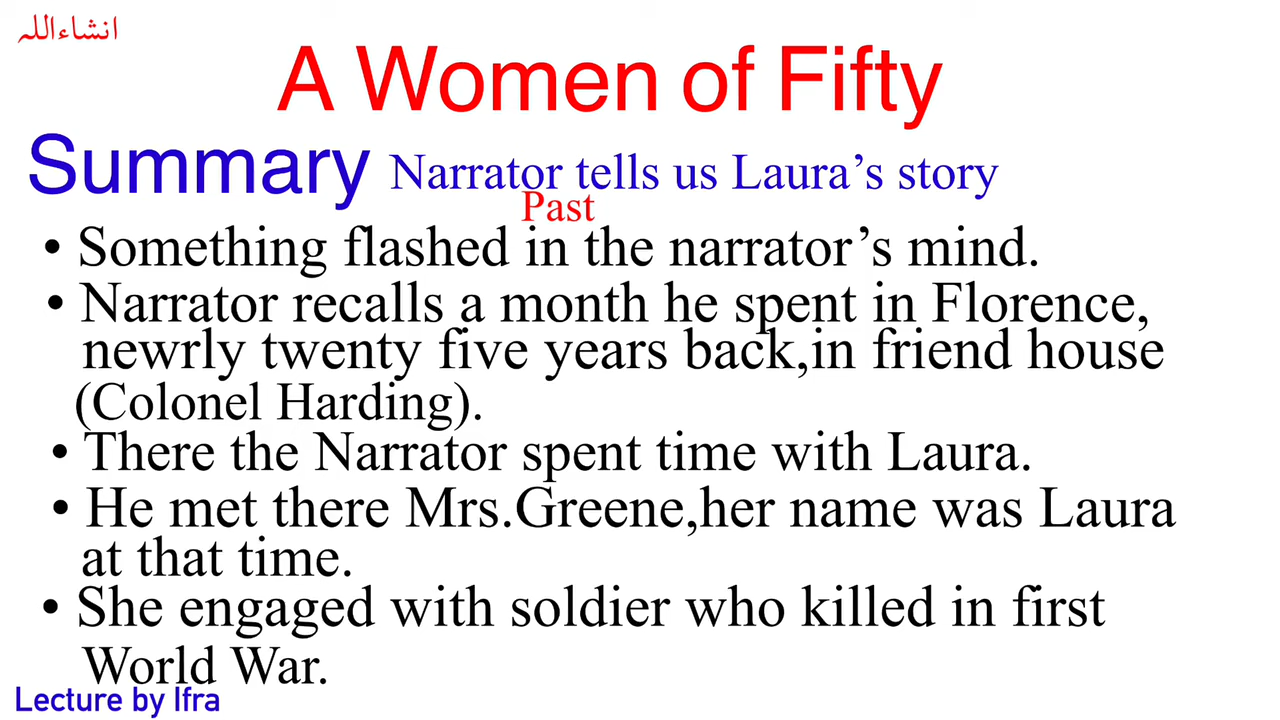 انشاءاللہ
A Women of Fifty
Summary Narrator tells us Laura’s story
Past
• Something flashed in the narrator’s mind.
• Narrator recalls a month he spent in Florence,
newrly twenty five years back,in friend house
(Colonel Harding).
• There the Narrator spent time with Laura.
• He met there Mrs.Greene,her name was Laura
at that time.
• She engaged with soldier who killed in first
World War.
Lecture by Ifra